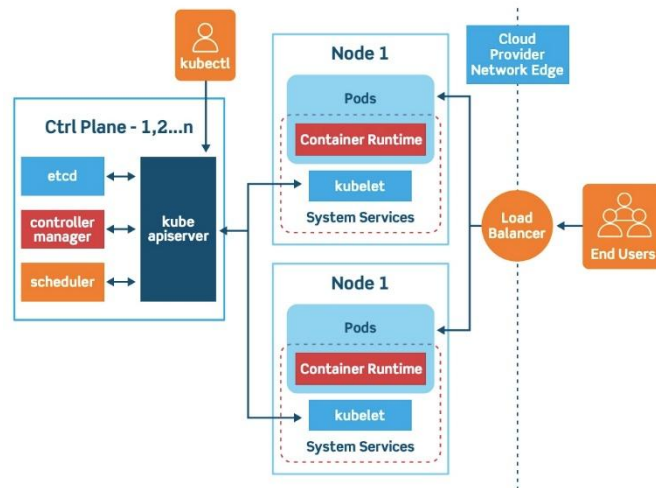 kubectl
Ctrl Plane - 1,2...n
etcd
controller
manager
scheduler
kube
apiserver
Node 1
Pods
Container Runtime
kubelet
System Services
Node 1
Pods
Container Runtime
kubelet
System Services
Cloud
Provider
Network Edge
Load
Balancer
End Users